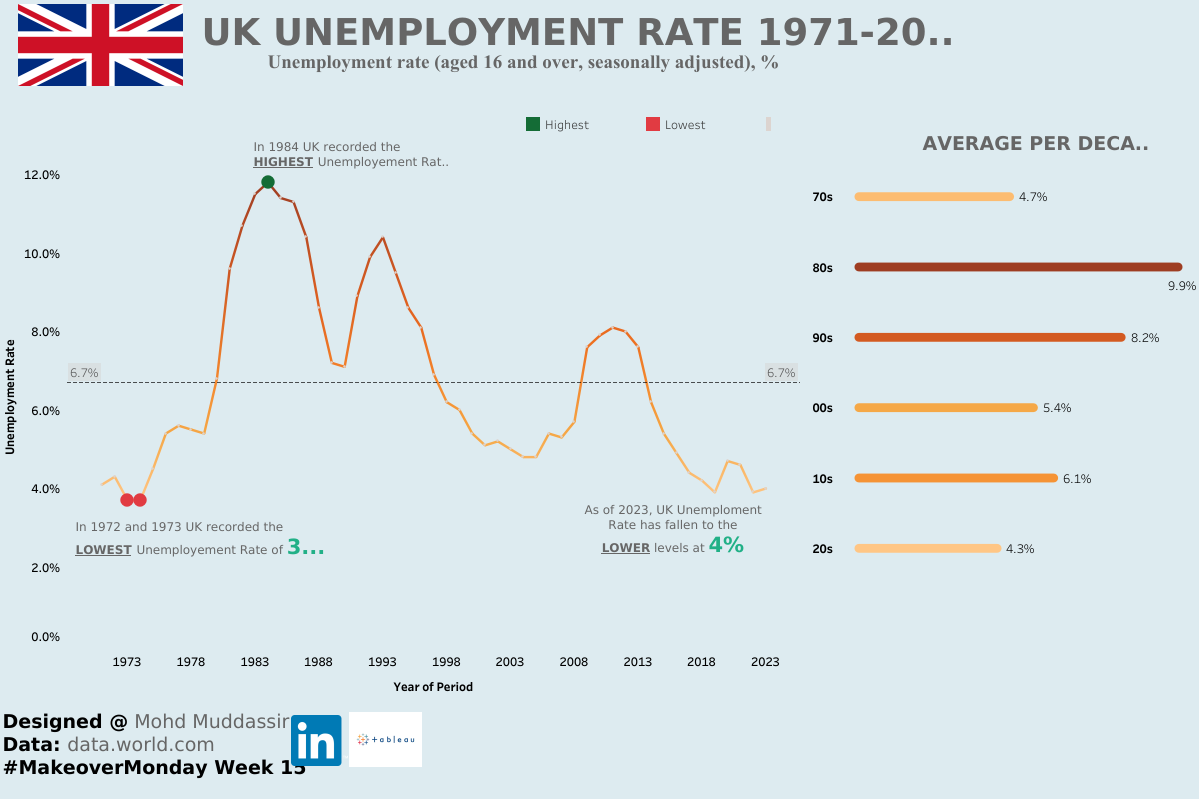 UK UNEMPLOYMENT RATE 1971-20..
Unemployment rate (aged 16 and over, seasonally adjusted), %
Highest
Lowest
In 1984 UK recorded the
HIGHEST Unemployement Rat..
12.0%
10.0%
8.0%
6.0%
4.0%
2.0%
0.0%
Unemployment Rate
6.7%
6.7%
In 1972 and 1973 UK recorded the
LOWEST Unemployement Rate of 3...
As of 2023, UK Unemploment
Rate has fallen to the
LOWER levels at 4%
1973 1978 1983 1988 1993 1998 2003 2008 2013 2018 2023
Year of Period
AVERAGE PER DECA..
70s 4.7%
80s 9.9%
90s 8.2%
00s 5.4%
10s 6.1%
20s 4.3%
Designed @ Mohd Muddassir
Data: data.world.com
#MakeoverMonday Week 15
in
+ableau